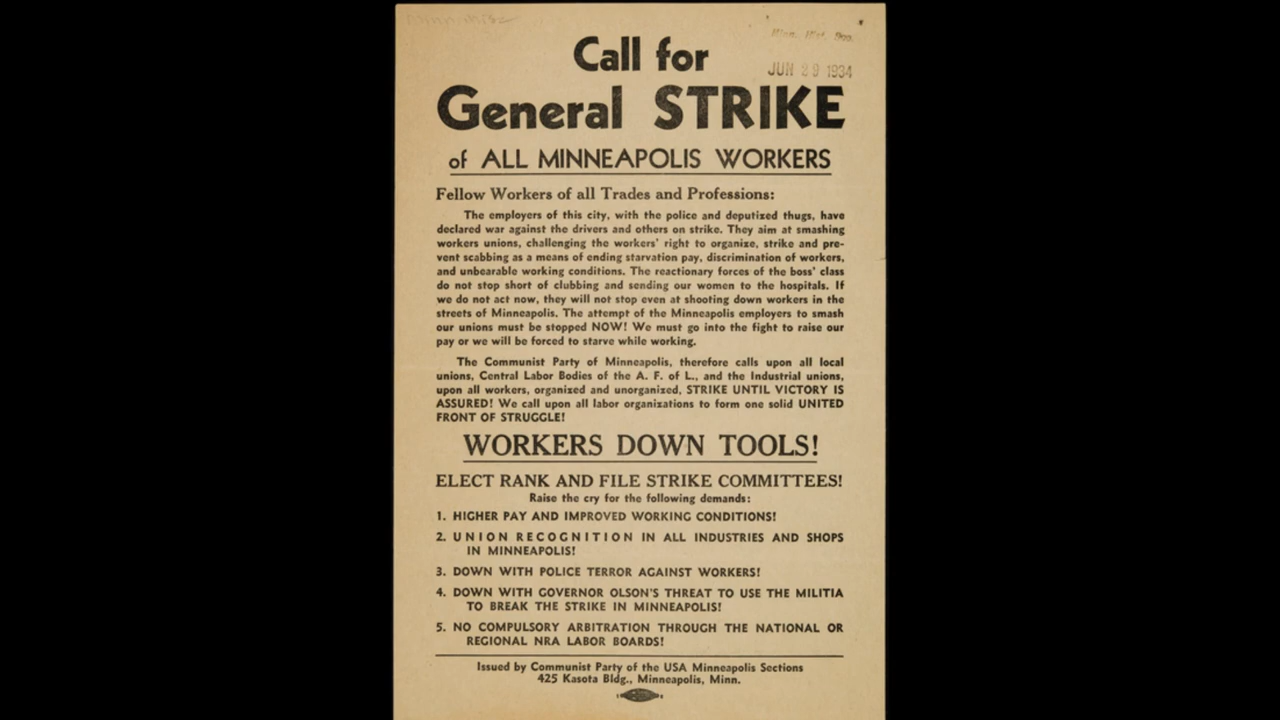 Minn. Hist. Soc.
JUN 29 1934
Call for
General STRIKE
of ALL MINNEAPOLIS WORKERS
Fellow Workers of all Trades and Professions:
The employers of this city, with the police and deputized thugs, have
declared war against the drivers and others on strike. They aim at smashing
workers unions, challenging the workers' right to organize, strike and pre-
vent scabbing as a means of ending starvation pay, discrimination of workers,
and unbearable working conditions. The reactionary forces of the boss' class
do not stop short of clubbing and sending our women to the hospitals. If
we do not act now, they will not stop even at shooting down workers in the
streets of Minneapolis. The attempt of the Minneapolis employers to smash
our unions must be stopped NOW! We must go into the fight to raise our
pay or we will be forced to starve while working.
The Communist Party of Minneapolis, therefore calls upon all local
unions, Central Labor Bodies of the A. F. of L., and the Industrial unions,
upon all workers, organized and unorganized, STRIKE UNTIL VICTORY IS
ASSURED! We call upon all labor organizations to form one solid UNITED
FRONT OF STRUGGLE!
WORKERS DOWN TOOLS!
ELECT RANK AND FILE STRIKE COMMITTEES!
Raise the cry for the following demands:
1. HIGHER PAY AND IMPROVED WORKING CONDITIONS!
2. UNION RECOGNITION IN ALL INDUSTRIES AND SHOPS
IN MINNEAPOLIS!
3. DOWN WITH POLICE TERROR AGAINST WORKERS!
4. DOWN WITH GOVERNOR OLSON'S THREAT TO USE THE MILITIA
TO BREAK THE STRIKE IN MINNEAPOLIS!
5. NO COMPULSORY ARBITRATION THROUGH THE NATIONAL OR
REGIONAL NRA LABOR BOARDS!
Issued by Communist Party of the USA Minneapolis Sections
425 Kasota Bldg., Minneapolis, Minn.